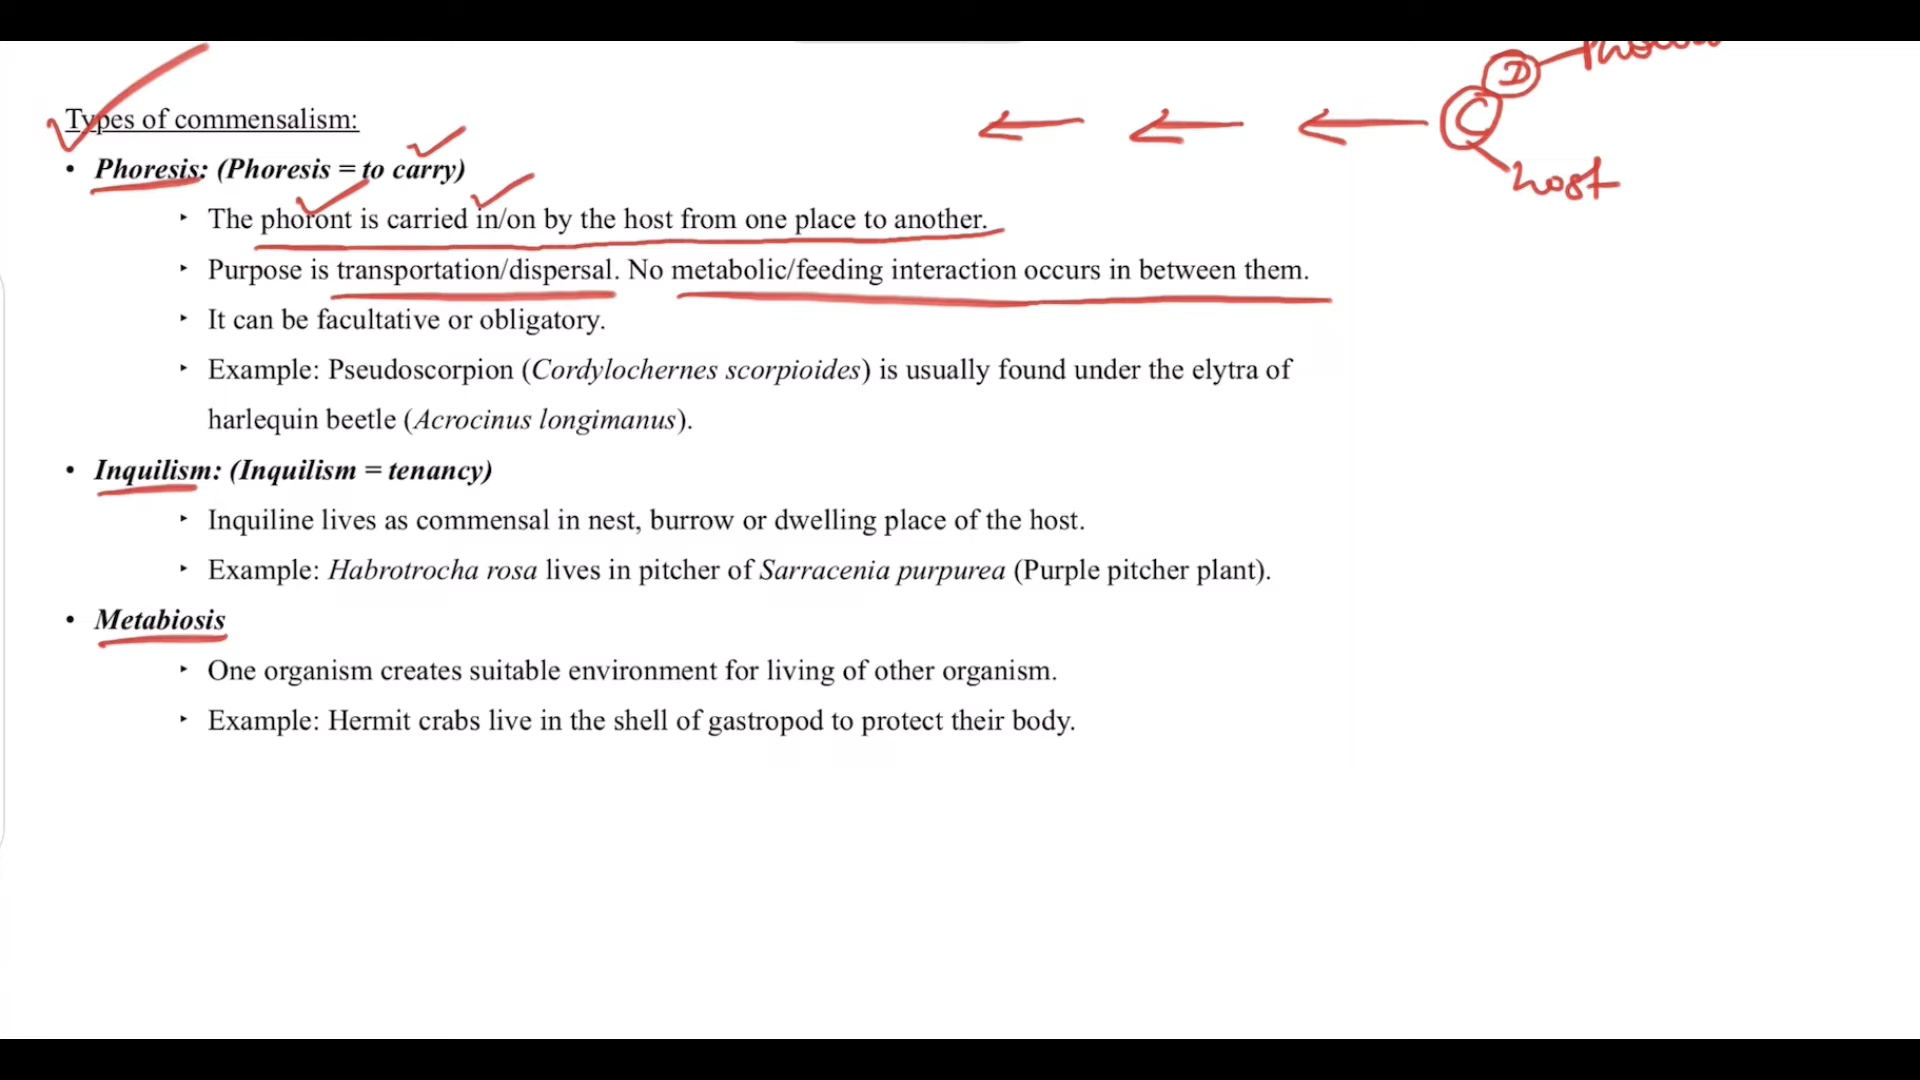 Types of commensalism:
• Phoresis: (Phoresis = to carry)
‣ The phoront is carried in/on by the host from one place to another.
‣ Purpose is transportation/dispersal. No metabolic/feeding interaction occurs in between them.
‣ It can be facultative or obligatory.
‣ Example: Pseudoscorpion (Cordylochernes scorpioides) is usually found under the elytra of
harlequin beetle (Acrocinus longimanus).
• Inquilism: (Inquilism = tenancy)
‣ Inquiline lives as commensal in nest, burrow or dwelling place of the host.
‣ Example: Habrotrocha rosa lives in pitcher of Sarracenia purpurea (Purple pitcher plant).
• Metabiosis
‣ One organism creates suitable environment for living of other organism.
‣ Example: Hermit crabs live in the shell of gastropod to protect their body.
D
C
host